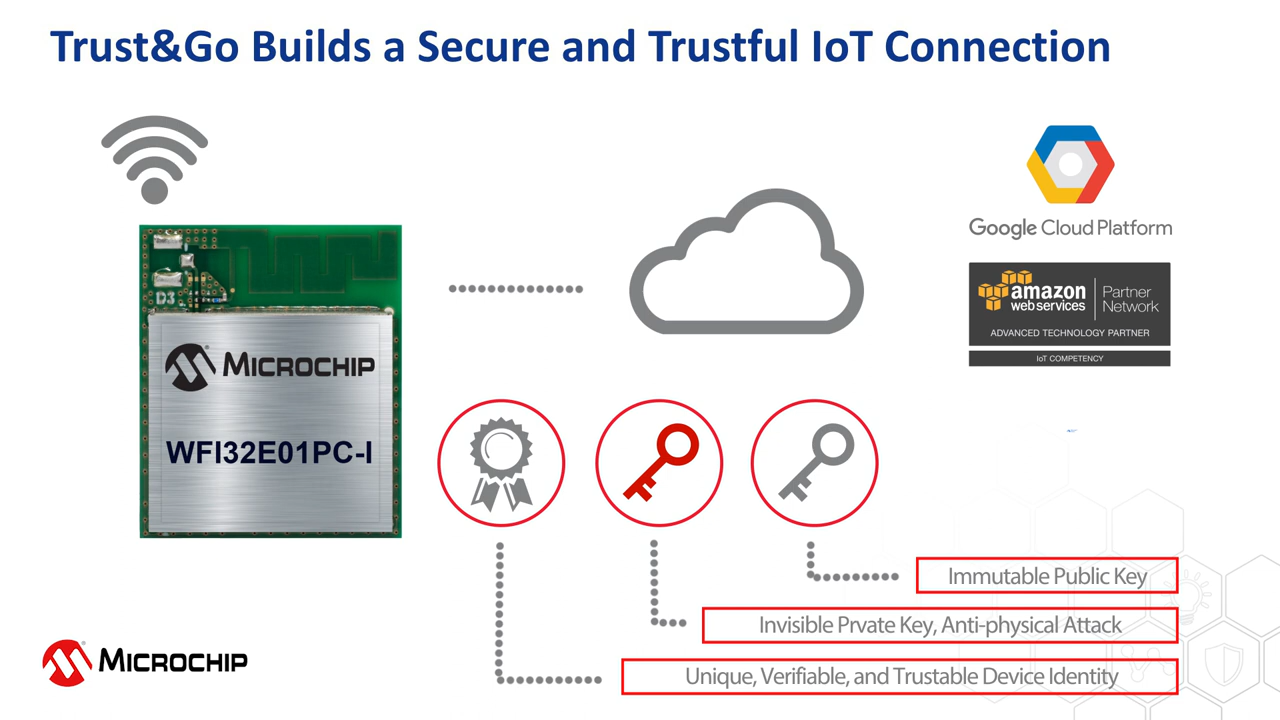 Trust&Go Builds a Secure and Trustful IoT Connection
D3
MICROCHIP
WFI32E01PC-I
Google Cloud Platform
amazon
web services
Partner
Network
ADVANCED TECHNOLOGY PARTNER
IoT COMPETENCY
Immutable Public Key
Invisible Prvate Key, Anti-physical Attack
Unique, Verifiable, and Trustable Device Identity
MICROCHIP